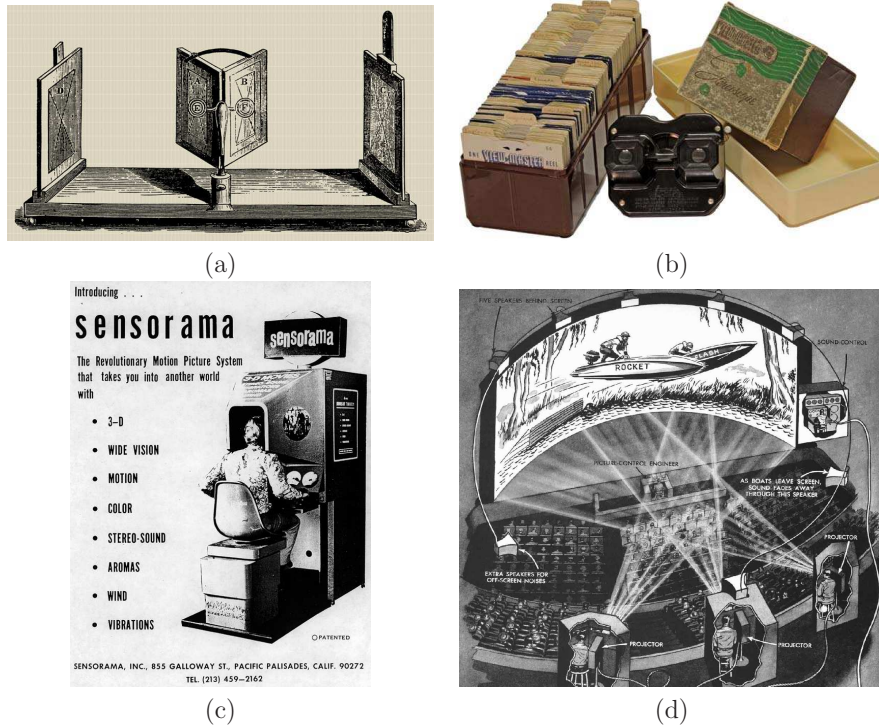 D
A
B
E
F
C
(a)
VIEW-MASTER
REEL
(b)
Introducing . . .
sensorama
sensorama
The Revolutionary Motion Picture System
that takes you into another world
with
• 3-D
• WIDE VISION
• MOTION
• COLOR
• STEREO-SOUND
• AROMAS
• WIND
• VIBRATIONS
PATENTED
SENSORAMA, INC., 855 GALLOWAY ST., PACIFIC PALISADES, CALIF. 90272
TEL. (213) 459–2162
(c)
FIVE SPEAKERS BEHIND SCREEN
SOUND CONTROL
ROCKET
FLASH
PICTURE-CONTROL ENGINEER
AS BOATS LEAVE SCREEN,
SOUND FADES AWAY
THROUGH THIS SPEAKER
PROJECTOR
EXTRA SPEAKERS FOR
OFF-SCREEN NOISES
PROJECTOR
PROJECTOR
(d)